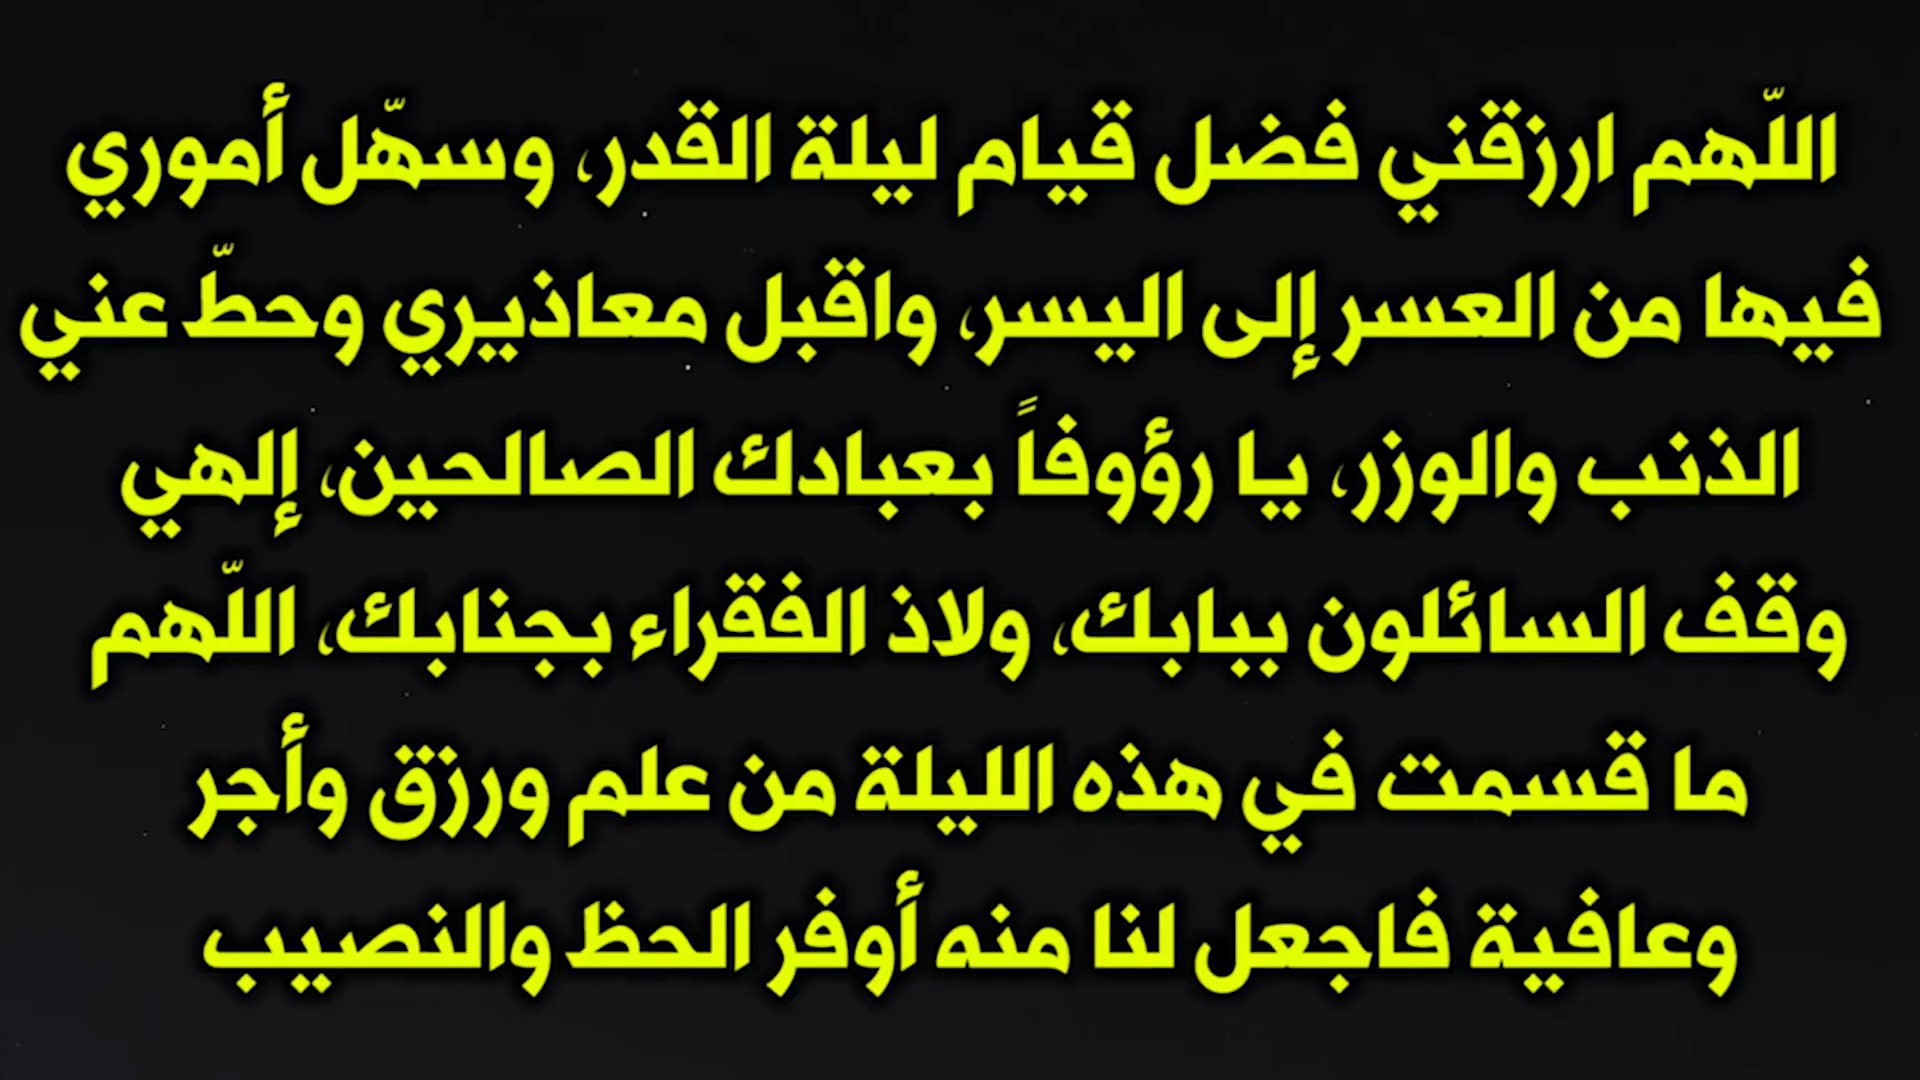 اللّهم ارزقني فضل قيام ليلة القدر، وسهّل أموري
فيها من العسر إلى اليسر، واقبل معاذيري وحطّ عني
الذنب والوزر، يا رؤوفاً بعبادك الصالحين، إلهي
وقف السائلون ببابك، ولاذ الفقراء بجنابك، اللّهم
ما قسمت في هذه الليلة من علم ورزق وأجر
وعافية فاجعل لنا منه أوفر الحظ والنصيب